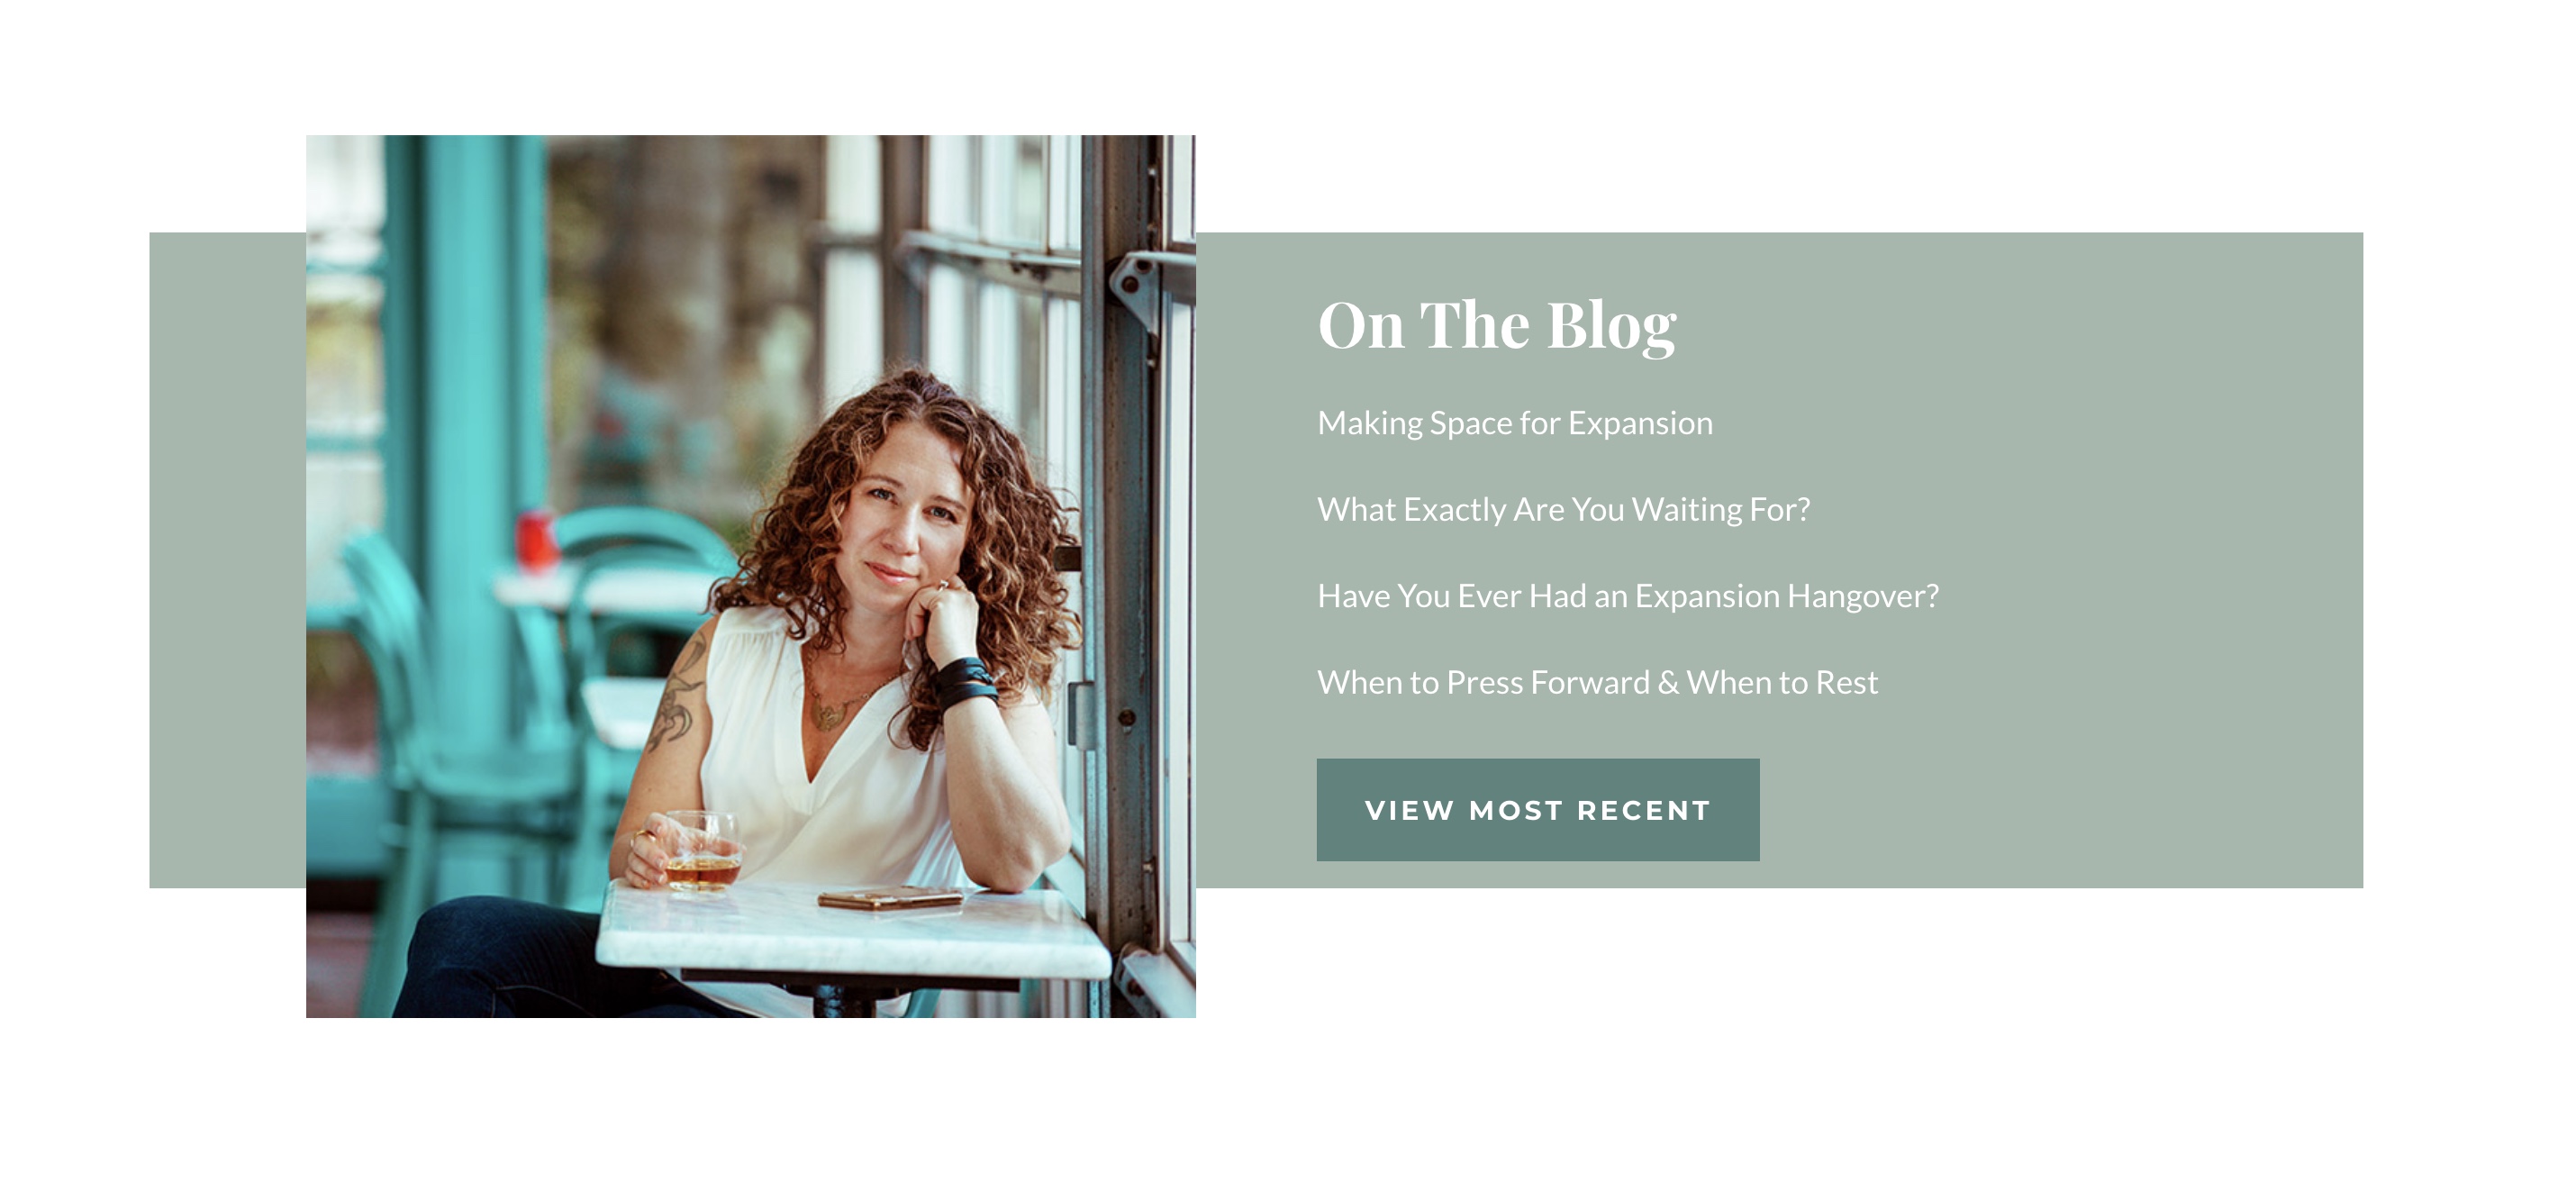 On The Blog
Making Space for Expansion
What Exactly Are You Waiting For?
Have You Ever Had an Expansion Hangover?
When to Press Forward & When to Rest
VIEW MOST RECENT